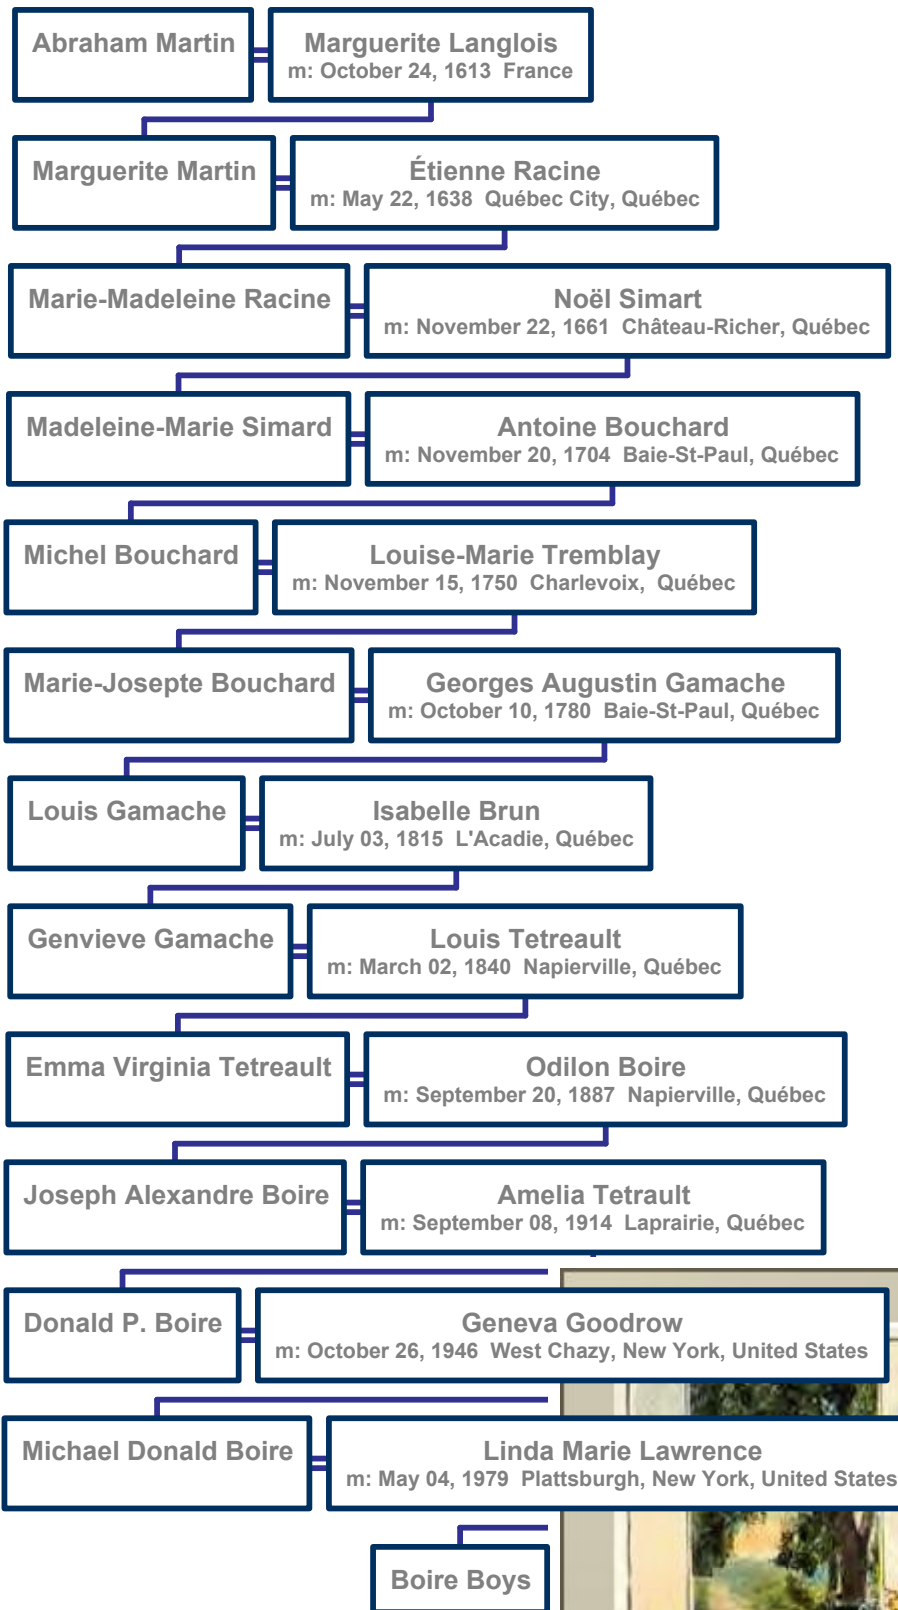 Abraham Martin
Marguerite Langlois
m: October 24, 1613 France
Marguerite Martin
Étienne Racine
m: May 22, 1638 Québec City, Québec
Marie-Madeleine Racine
Noël Simart
m: November 22, 1661 Château-Richer, Québec
Madeleine-Marie Simard
Antoine Bouchard
m: November 20, 1704 Baie-St-Paul, Québec
Michel Bouchard
Louise-Marie Tremblay
m: November 15, 1750 Charlevoix, Québec
Marie-Josepte Bouchard
Georges Augustin Gamache
m: October 10, 1780 Baie-St-Paul, Québec
Louis Gamache
Isabelle Brun
m: July 03, 1815 L'Acadie, Québec
Genvieve Gamache
Louis Tetreault
m: March 02, 1840 Napierville, Québec
Emma Virginia Tetreault
Odilon Boire
m: September 20, 1887 Napierville, Québec
Joseph Alexandre Boire
Amelia Tetrault
m: September 08, 1914 Laprairie, Québec
Donald P. Boire
Geneva Goodrow
m: October 26, 1946 West Chazy, New York, United States
Michael Donald Boire
Linda Marie Lawrence
m: May 04, 1979 Plattsburgh, New York, United States
Boire Boys